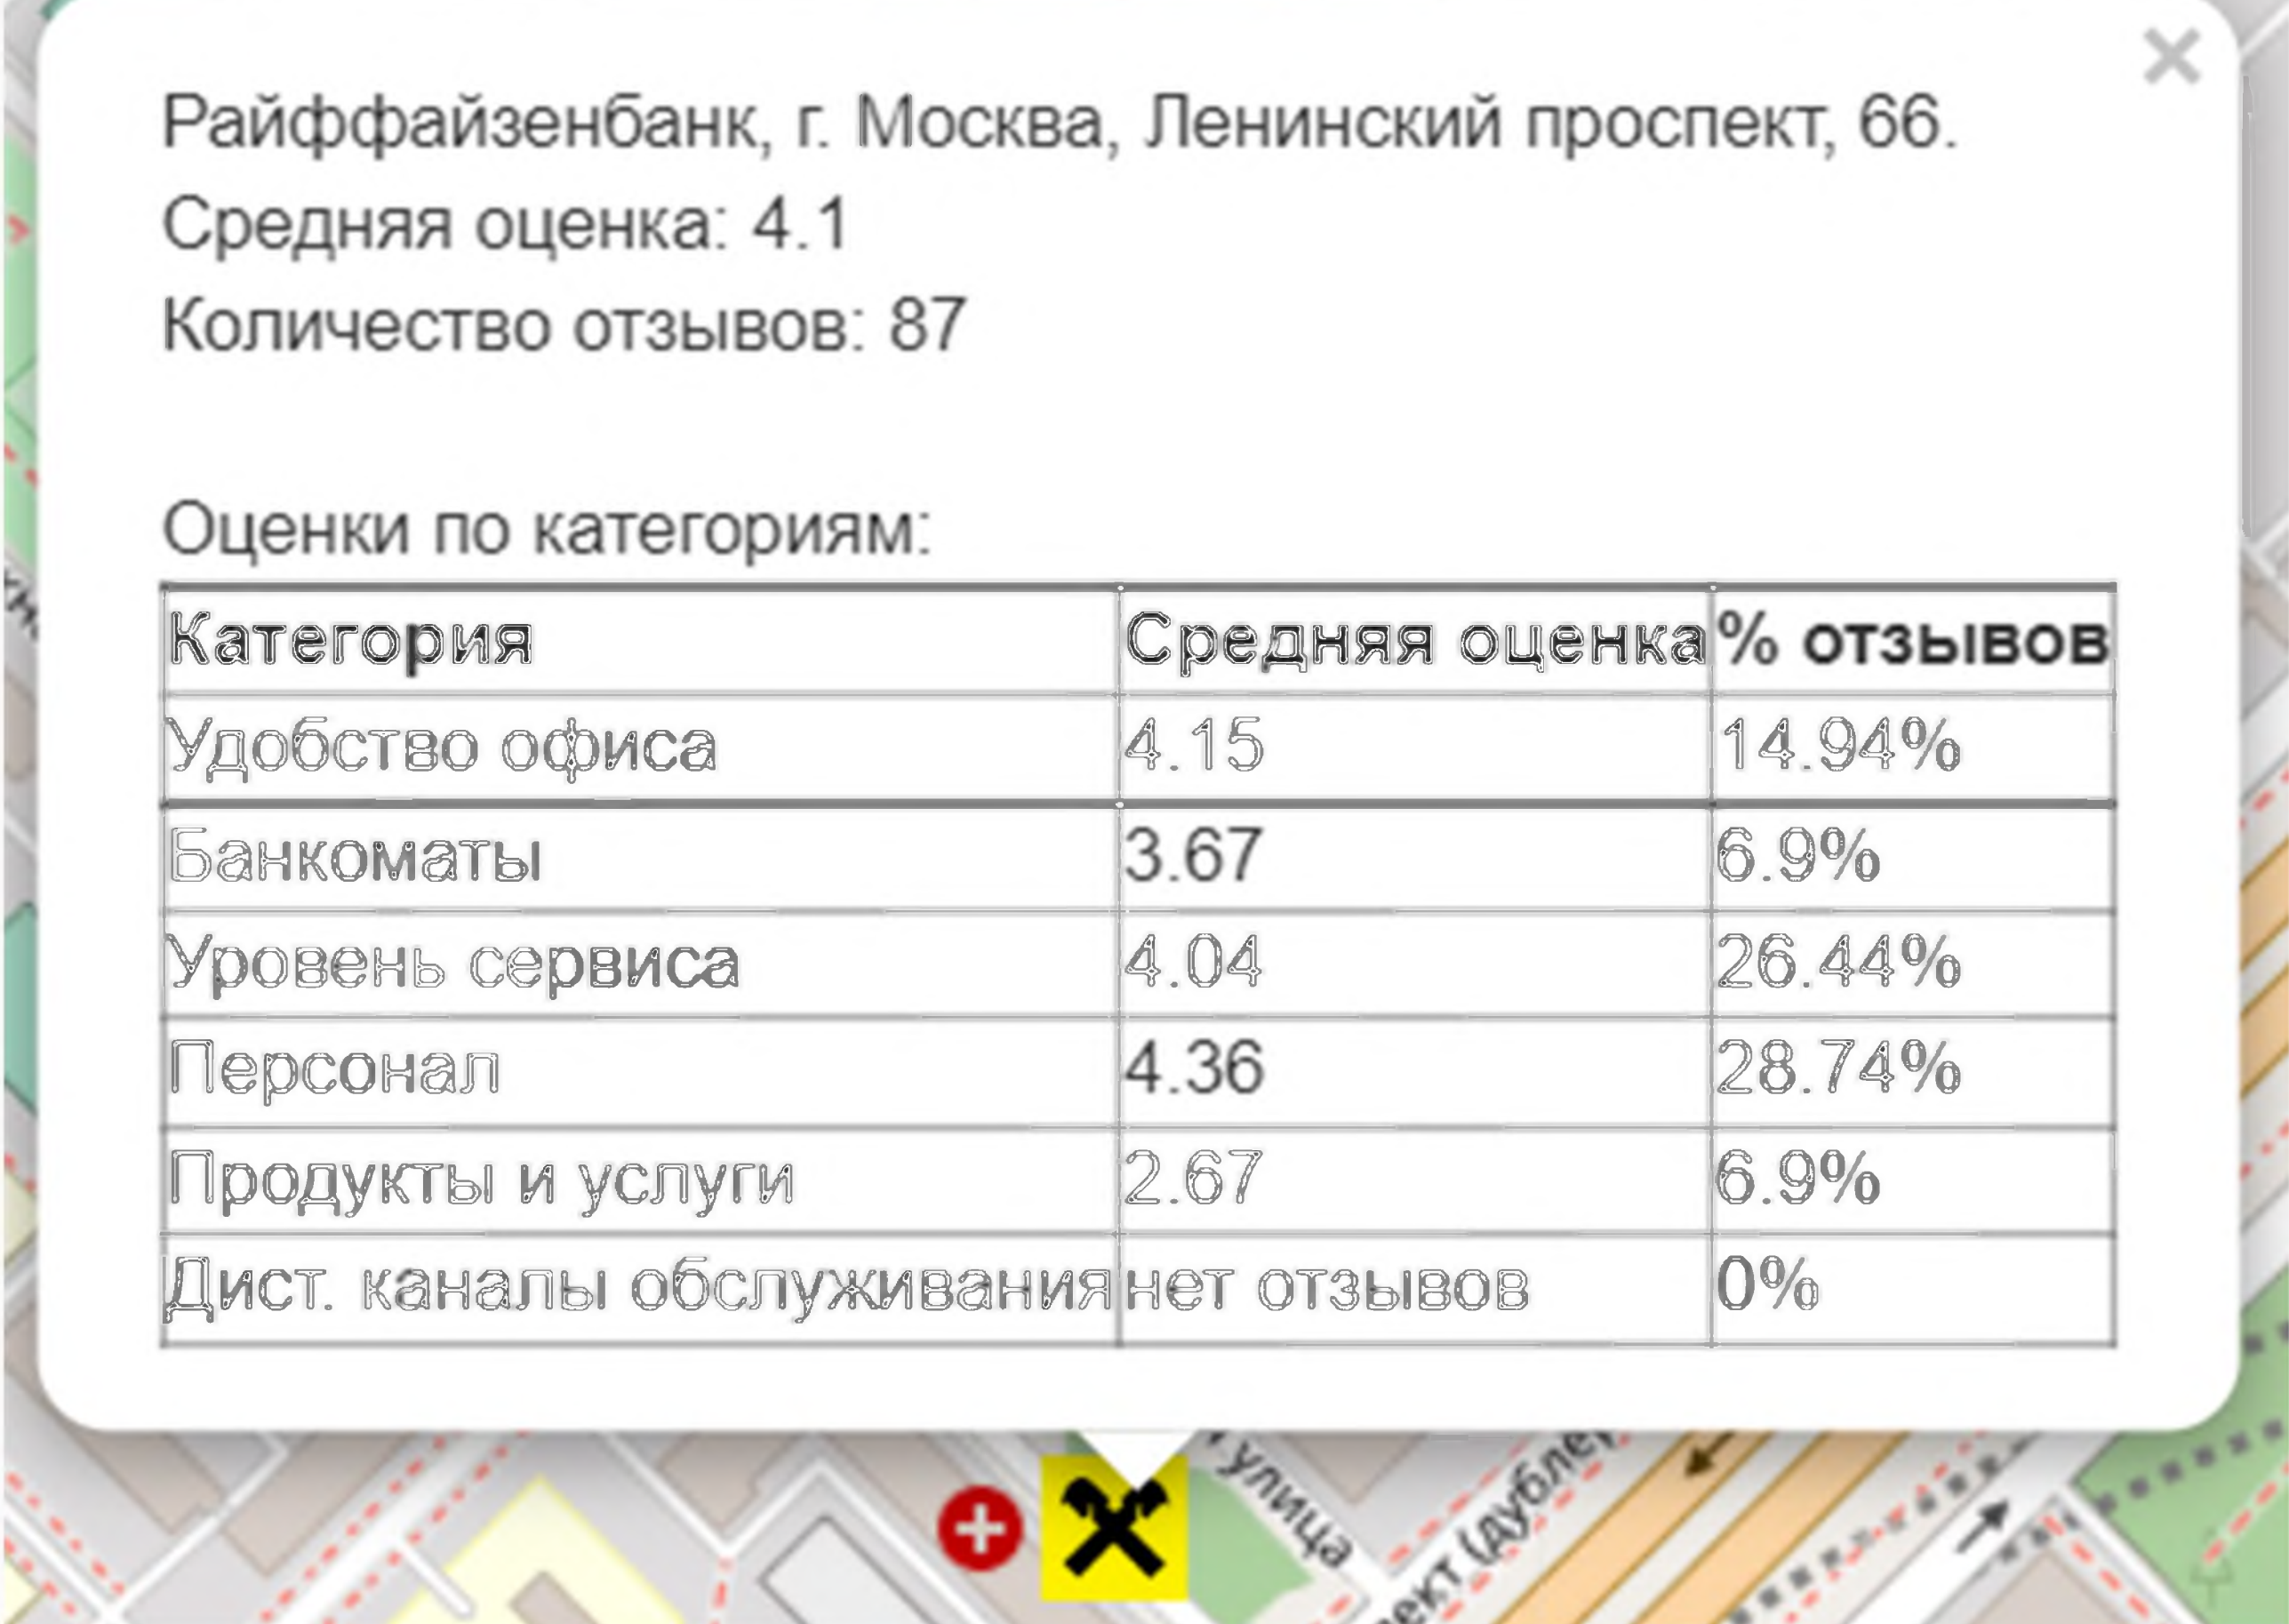 Райффайзенбанк, г. Москва, Ленинский проспект, 66.
Средняя оценка: 4.1
Количество отзывов: 87
Оценки по категориям:
Категория Средняя оценка % отзывов
Удобство офиса 4.15 14.94%
Банкоматы 3.67 6.9%
Уровень сервиса 4.04 26.44%
Персонал 4.36 28.74%
Продукты и услуги 2.67 6.9%
Дист. каналы обслуживания нет отзывов 0%
улица